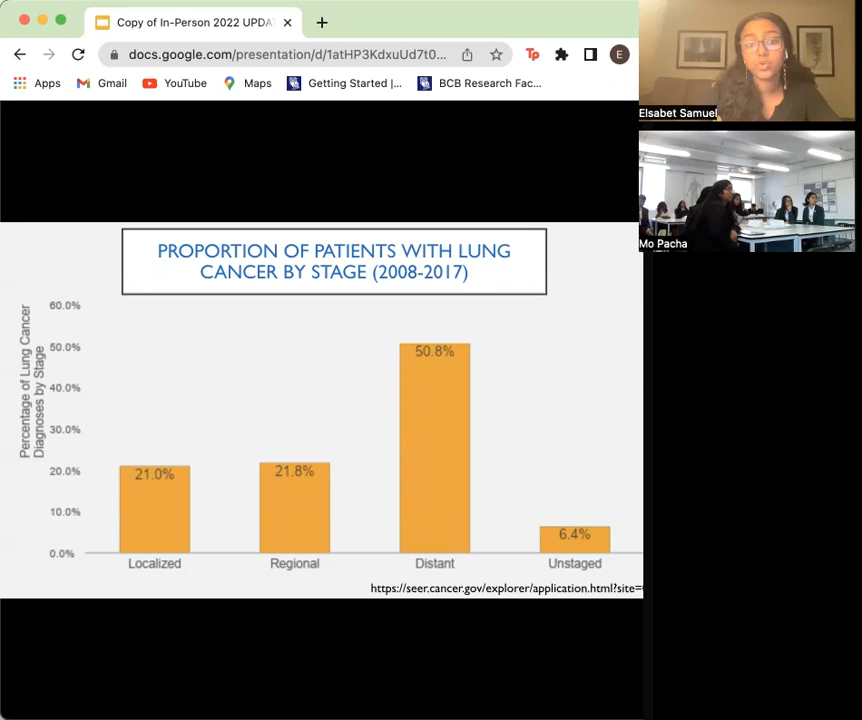 Copy of In-Person 2022 UPDA
docs.google.com/presentation/d/1atHP3KdxuUd7t0...
Tp
E
Apps
Gmail
YouTube
Maps
Getting Started |...
BCB Research Fac...
Elsabet Samuel
Mo Pacha
PROPORTION OF PATIENTS WITH LUNG
CANCER BY STAGE (2008-2017)
Percentage of Lung Cancer
Diagnoses by Stage
60.0%
50.0%
40.0%
30.0%
20.0%
10.0%
0.0%
21.0%
21.8%
50.8%
6.4%
Localized
Regional
Distant
Unstaged
https://seer.cancer.gov/explorer/application.html?site=